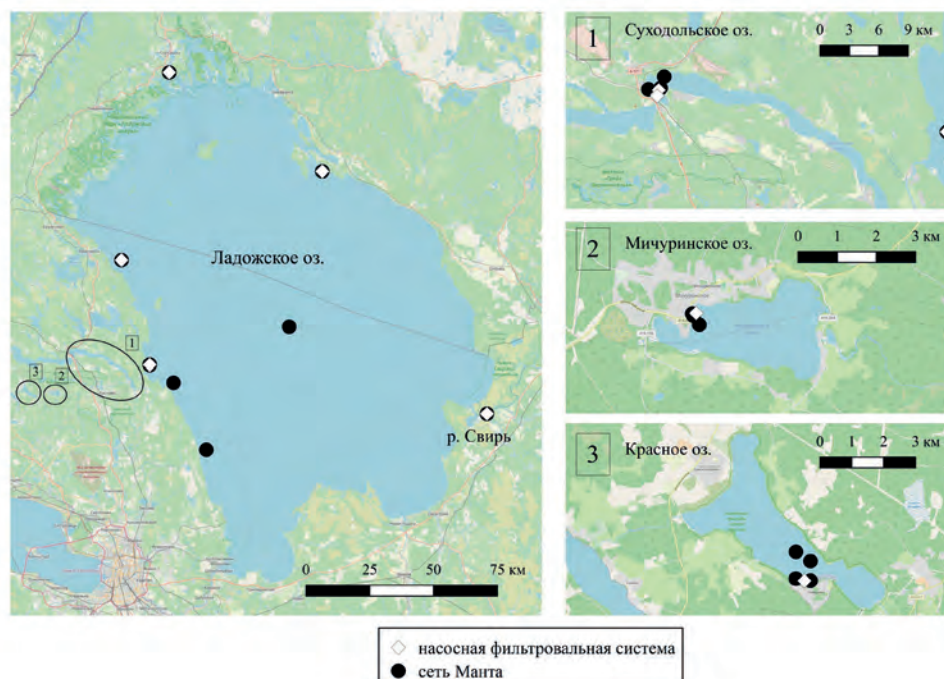 Ладожское оз.
1
2
3
р. Свирь
0 25 50 75 км
1
Суходольское оз.
0 3 6 9 км
2
Мичуринское оз.
0 1 2 3 км
3
Красное оз.
0 1 2 3 км
насосная фильтровальная система
сеть Манта